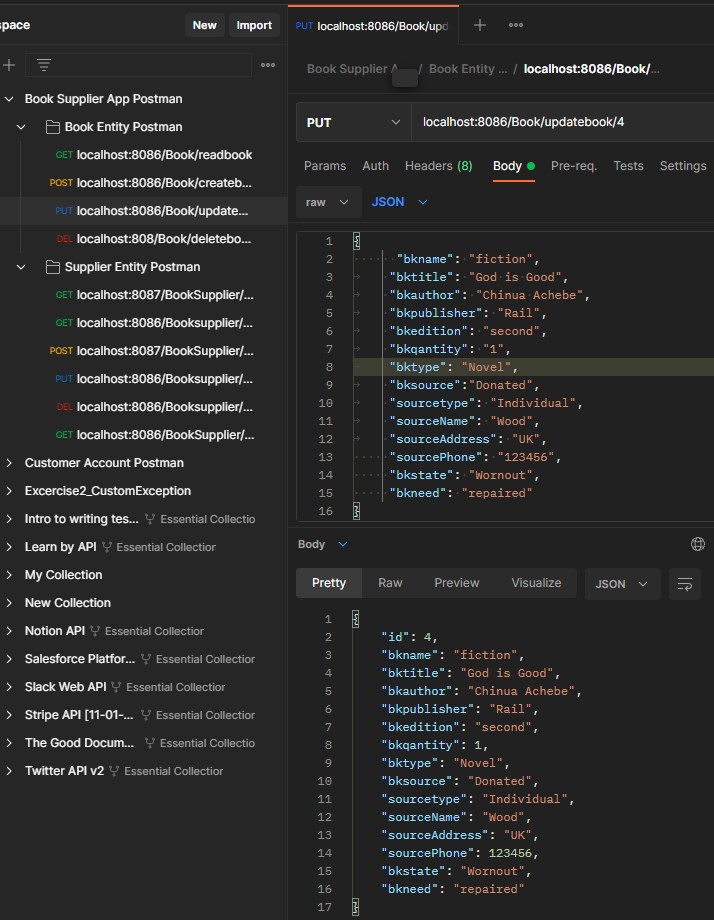 space New Import
Book Supplier App Postman
Book Entity Postman
GET localhost:8086/Book/readbook
POST localhost:8086/Book/createb...
PUT localhost:8086/Book/update...
DEL localhost:808/Book/deletebo...
Supplier Entity Postman
GET localhost:8087/BookSupplier/...
GET localhost:8086/Booksupplier/...
POST localhost:8087/BookSupplier/...
PUT localhost:8086/Booksupplier/...
DEL localhost:8086/Booksupplier/...
GET localhost:8086/BookSupplier/...
Customer Account Postman
Excercise2_CustomException
Intro to writing tes... Essential Collectio
Learn by API Essential Collection
My Collection
New Collection
Notion API Essential Collection
Salesforce Platfor... Essential Collection
Slack Web API Essential Collection
Stripe API [11-01-... Essential Collection
The Good Docum... Essential Collectio
Twitter API v2 Essential Collection
PUT localhost:8086/Book/upd
Book Supplier A / Book Entity ... / localhost:8086/Book/...
PUT localhost:8086/Book/updatebook/4
Params Auth Headers (8) Body Pre-req. Tests Settings
raw JSON
1 {
2 "bkname": "fiction",
3 "bktitle": "God is Good",
4 "bkauthor": "Chinua Achebe",
5 "bkpublisher": "Rail",
6 "bkedition": "second",
7 "bkqantity": "1",
8 "bktype": "Novel",
9 "bksource":"Donated",
10 "sourcetype": "Individual",
11 "sourceName": "Wood",
12 "sourceAddress": "UK",
13 "sourcePhone": "123456",
14 "bkstate": "Wornout",
15 "bkneed": "repaired"
16 }
Body
Pretty Raw Preview Visualize JSON
1 {
2 "id": 4,
3 "bkname": "fiction",
4 "bktitle": "God is Good",
5 "bkauthor": "Chinua Achebe",
6 "bkpublisher": "Rail",
7 "bkedition": "second",
8 "bkqantity": 1,
9 "bktype": "Novel",
10 "bksource": "Donated",
11 "sourcetype": "Individual",
12 "sourceName": "Wood",
13 "sourceAddress": "UK",
14 "sourcePhone": 123456,
15 "bkstate": "Wornout",
16 "bkneed": "repaired"
17 }